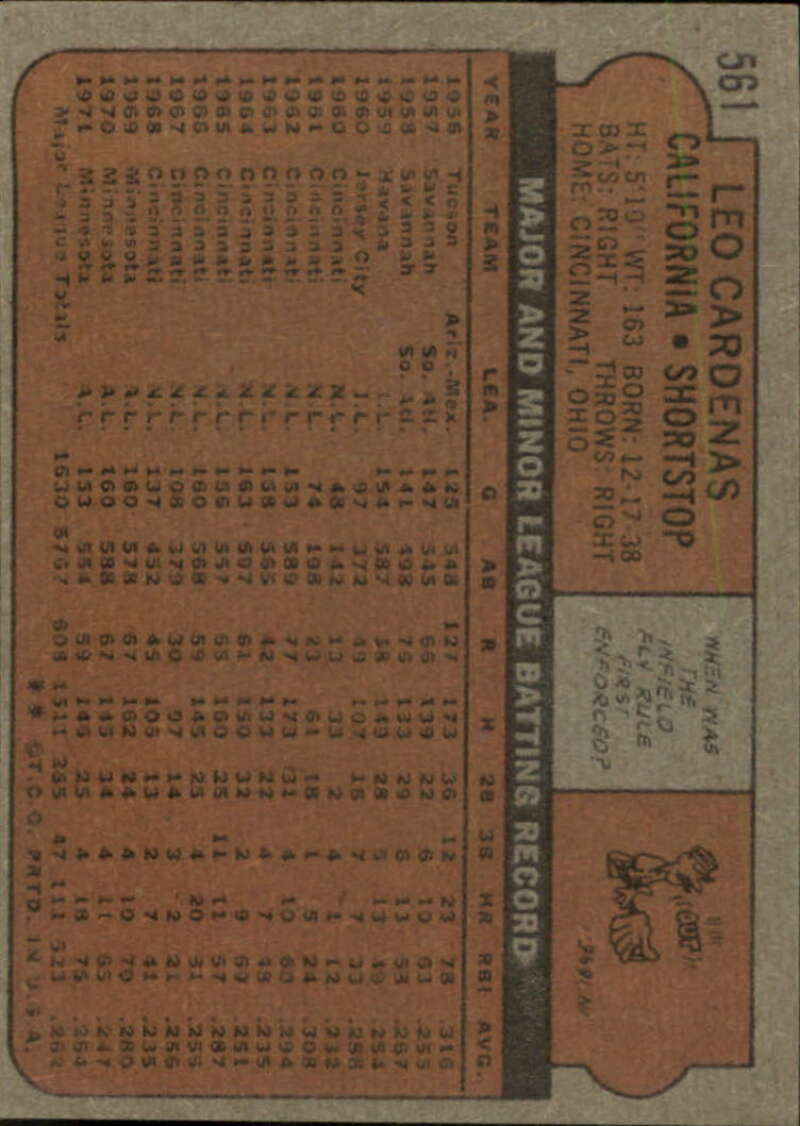 561
LEO CARDENAS
CALIFORNIA • SHORTSTOP
HT: 5'10" WT: 163 BORN: 12-17-38
BATS: RIGHT THROWS: RIGHT
HOME: CINCINNATI, OHIO
WHEN WAS
THE
INFIELD
FLY RULE
FIRST
ENFORCED?
IN 1896.
MAJOR AND MINOR LEAGUE BATTING RECORD
YEAR TEAM LEA. G AB R H 2B 3B HR RBI AVG.
1956 Tucson Ariz.-Mex. 125 548 127 173 36 12 23 78 .316
1957 Savannah So. Atl. 147 545 66 139 22 6 10 63 .255
1958 Savannah So. Atl. 141 498 76 133 29 6 13 53 .267
1959 Havana I.L. 154 587 149 28 5 13 .254
1960 Jersey City I.L. 97 372 49 107 16 7 7 33 .288
1960 Cincinnati N.L. 48 142 13 33 2 4 1 12 .232
1961 Cincinnati N.L. 74 198 23 61 18 1 5 24 .308
1962 Cincinnati N.L. 153 589 77 173 31 4 10 60 .294
1963 Cincinnati N.L. 158 565 42 133 22 4 7 48 .235
1964 Cincinnati N.L. 163 597 61 150 32 2 9 69 .251
1965 Cincinnati N.L. 156 557 65 160 25 11 11 57 .287
1966 Cincinnati N.L. 160 568 59 145 25 4 20 81 .255
1967 Cincinnati N.L. 108 379 30 97 14 3 2 21 .256
1968 Cincinnati N.L. 137 452 45 106 13 2 7 41 .235
1969 Minnesota A.L. 160 578 67 162 24 4 10 70 .280
1970 Minnesota A.L. 160 588 67 145 34 4 11 65 .247
1971 Minnesota A.L. 153 554 59 146 25 4 18 75 .264
Major League Totals 1630 5767 608 1511 265 47 111 623 .262
** ©T.C.G. PRTD. IN U.S.A.